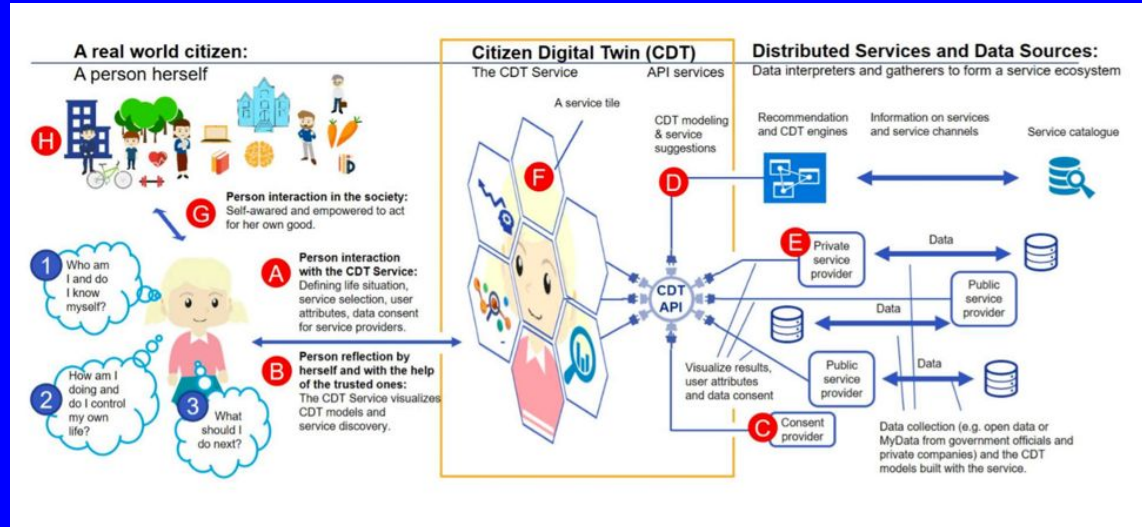 A real world citizen:
A person herself
H
G
Person interaction in the society:
Self-awared and empowered to act
for her own good.
1
Who am
I and do
I know
myself?
A
Person interaction
with the CDT Service:
Defining life situation,
service selection, user
attributes, data consent
for service providers.
B
Person reflection by
herself and with the help
of the trusted ones:
The CDT Service visualizes
CDT models and
service discovery.
2
How am I
doing and
do I control
my own
life?
3
What
should I
do next?
Citizen Digital Twin (CDT)
The CDT Service
API services
A service tile
F
CDT modeling
& service
suggestions
D
CDT
API
Visualize results,
user attributes
and data consent
Distributed Services and Data Sources:
Data interpreters and gatherers to form a service ecosystem
Recommendation
and CDT engines
Information on services
and service channels
Service catalogue
E
Private
service
provider
Data
Public
service
provider
Data
Public
service
provider
Data
C
Consent
provider
Data collection (e.g. open data or
MyData from government officials and
private companies) and the CDT
models built with the service.